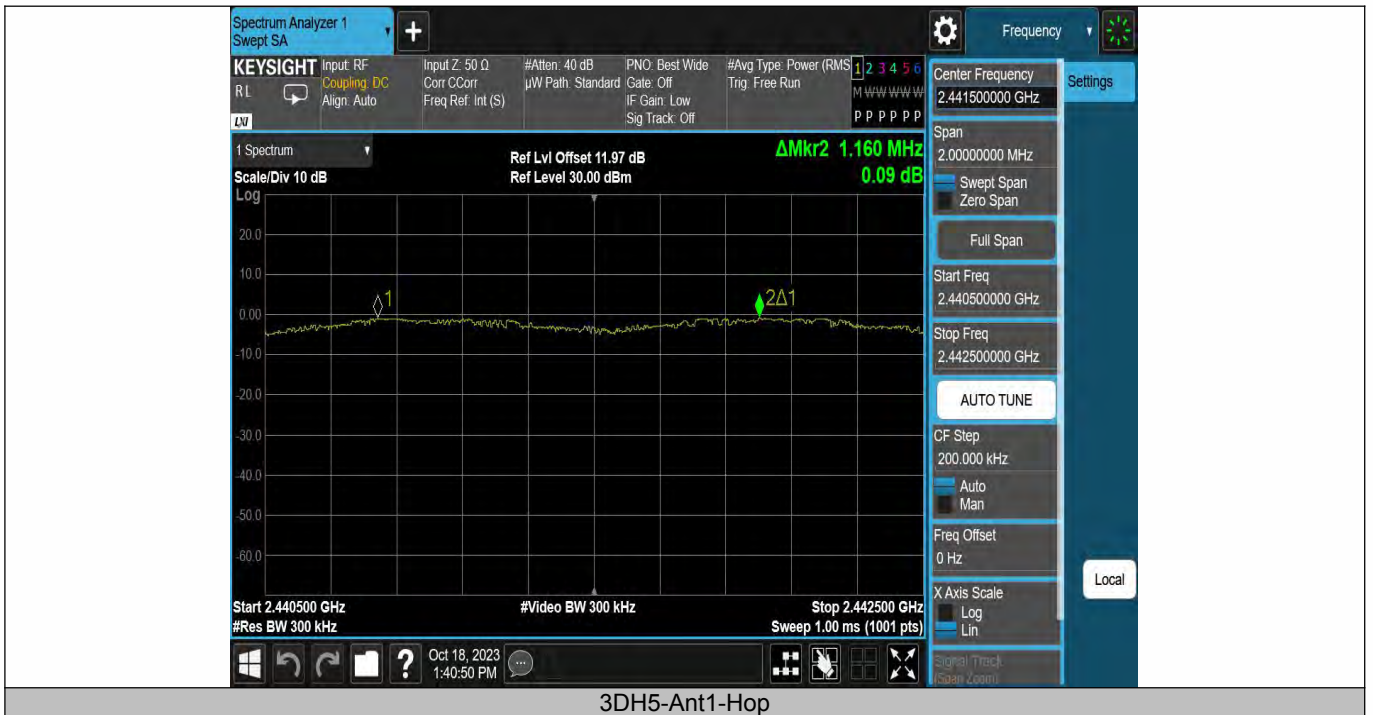 Spectrum Analyzer 1
Swept SA
+
Frequency
KEYSIGHT
RL
LXI
Input: RF
Coupling: DC
Align: Auto
Input Z: 50 Ω
Corr CCorr
Freq Ref: Int (S)
#Atten: 40 dB
µW Path: Standard
PNO: Best Wide
Gate: Off
IF Gain: Low
Sig Track: Off
#Avg Type: Power (RMS
Trig: Free Run
1 2 3 4 5 6
M W W W W W
P P P P P P
1 Spectrum
Scale/Div 10 dB
Log
Ref Lvl Offset 11.97 dB
Ref Level 30.00 dBm
ΔMkr2 1.160 MHz
0.09 dB
20.0
10.0
0.00
-10.0
-20.0
-30.0
-40.0
-50.0
-60.0
1
2Δ1
Start 2.440500 GHz
#Res BW 300 kHz
#Video BW 300 kHz
Stop 2.442500 GHz
Sweep 1.00 ms (1001 pts)
Center Frequency
2.441500000 GHz
Settings
Span
2.00000000 MHz
Swept Span
Zero Span
Full Span
Start Freq
2.440500000 GHz
Stop Freq
2.442500000 GHz
AUTO TUNE
CF Step
200.000 kHz
Auto
Man
Freq Offset
0 Hz
X Axis Scale
Log
Lin
Signal Track
(Span Zoom)
Local
?
Oct 18, 2023
1:40:50 PM
3DH5-Ant1-Hop